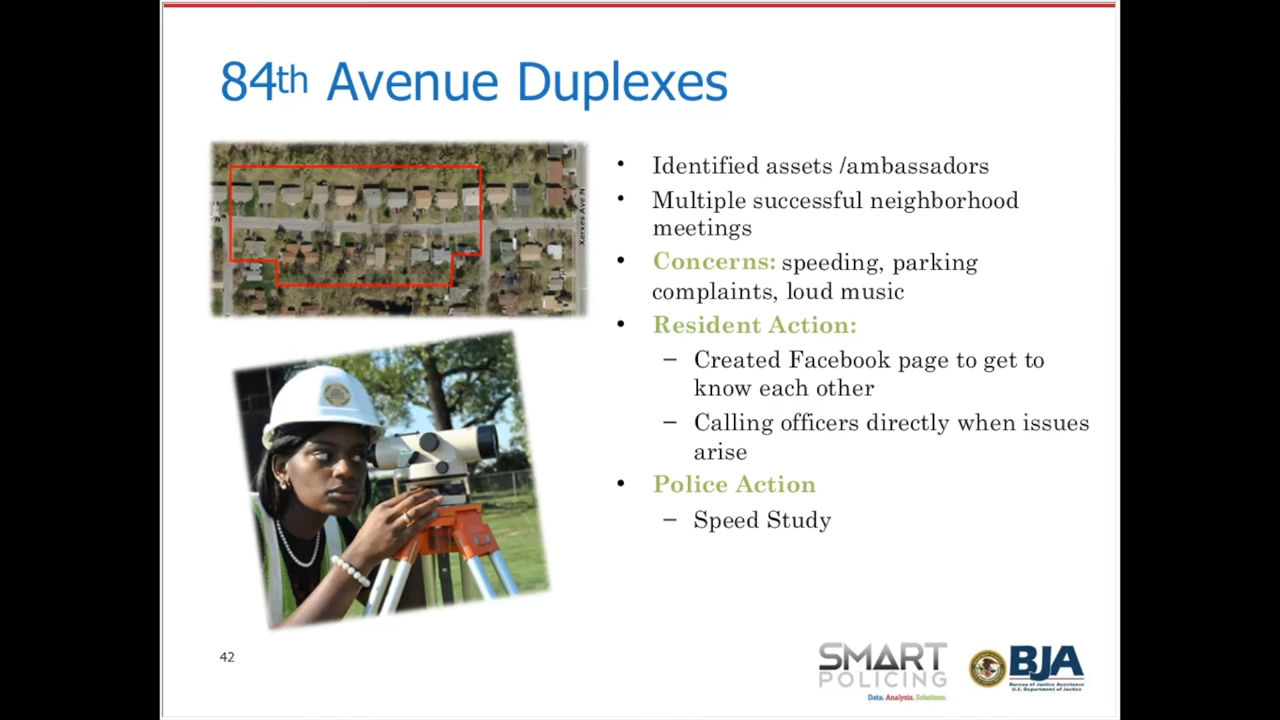 84th Avenue Duplexes
Xerxes Ave N
• Identified assets /ambassadors
• Multiple successful neighborhood
meetings
• Concerns: speeding, parking
complaints, loud music
• Resident Action:
– Created Facebook page to get to
know each other
– Calling officers directly when issues
arise
• Police Action
– Speed Study
42
SMART
POLICING
Data. Analysis. Solutions.
BJA
Bureau of Justice Assistance
U.S. Department of Justice